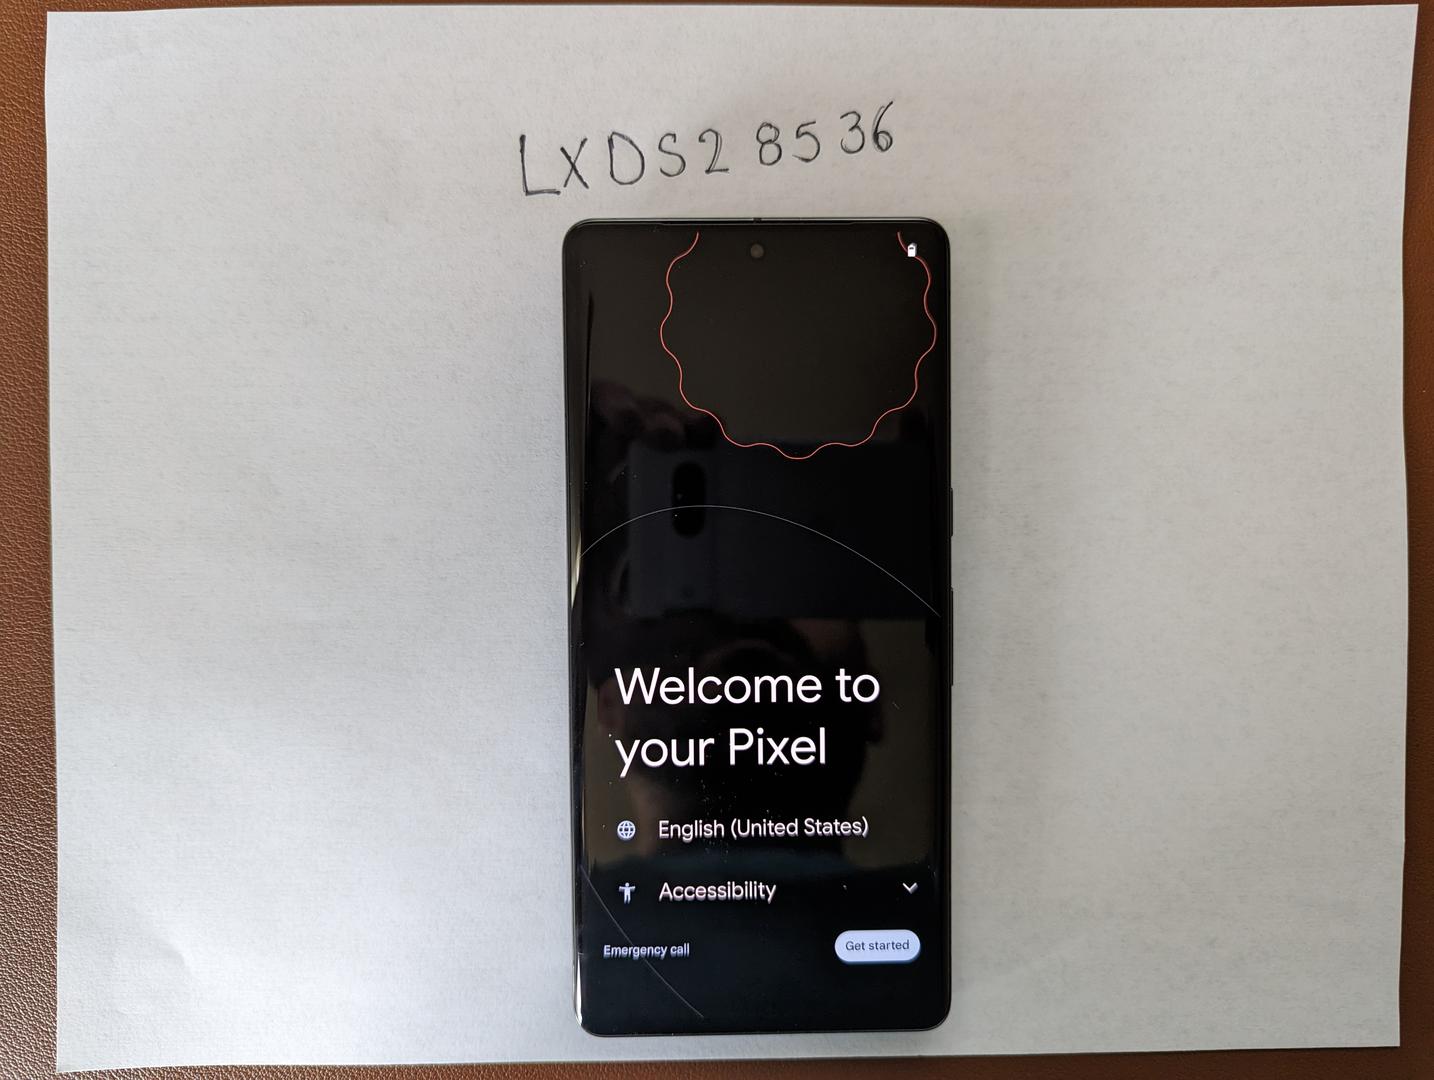 LXDS28536
Welcome to
your Pixel
English (United States)
Accessibility
Emergency call
Get started